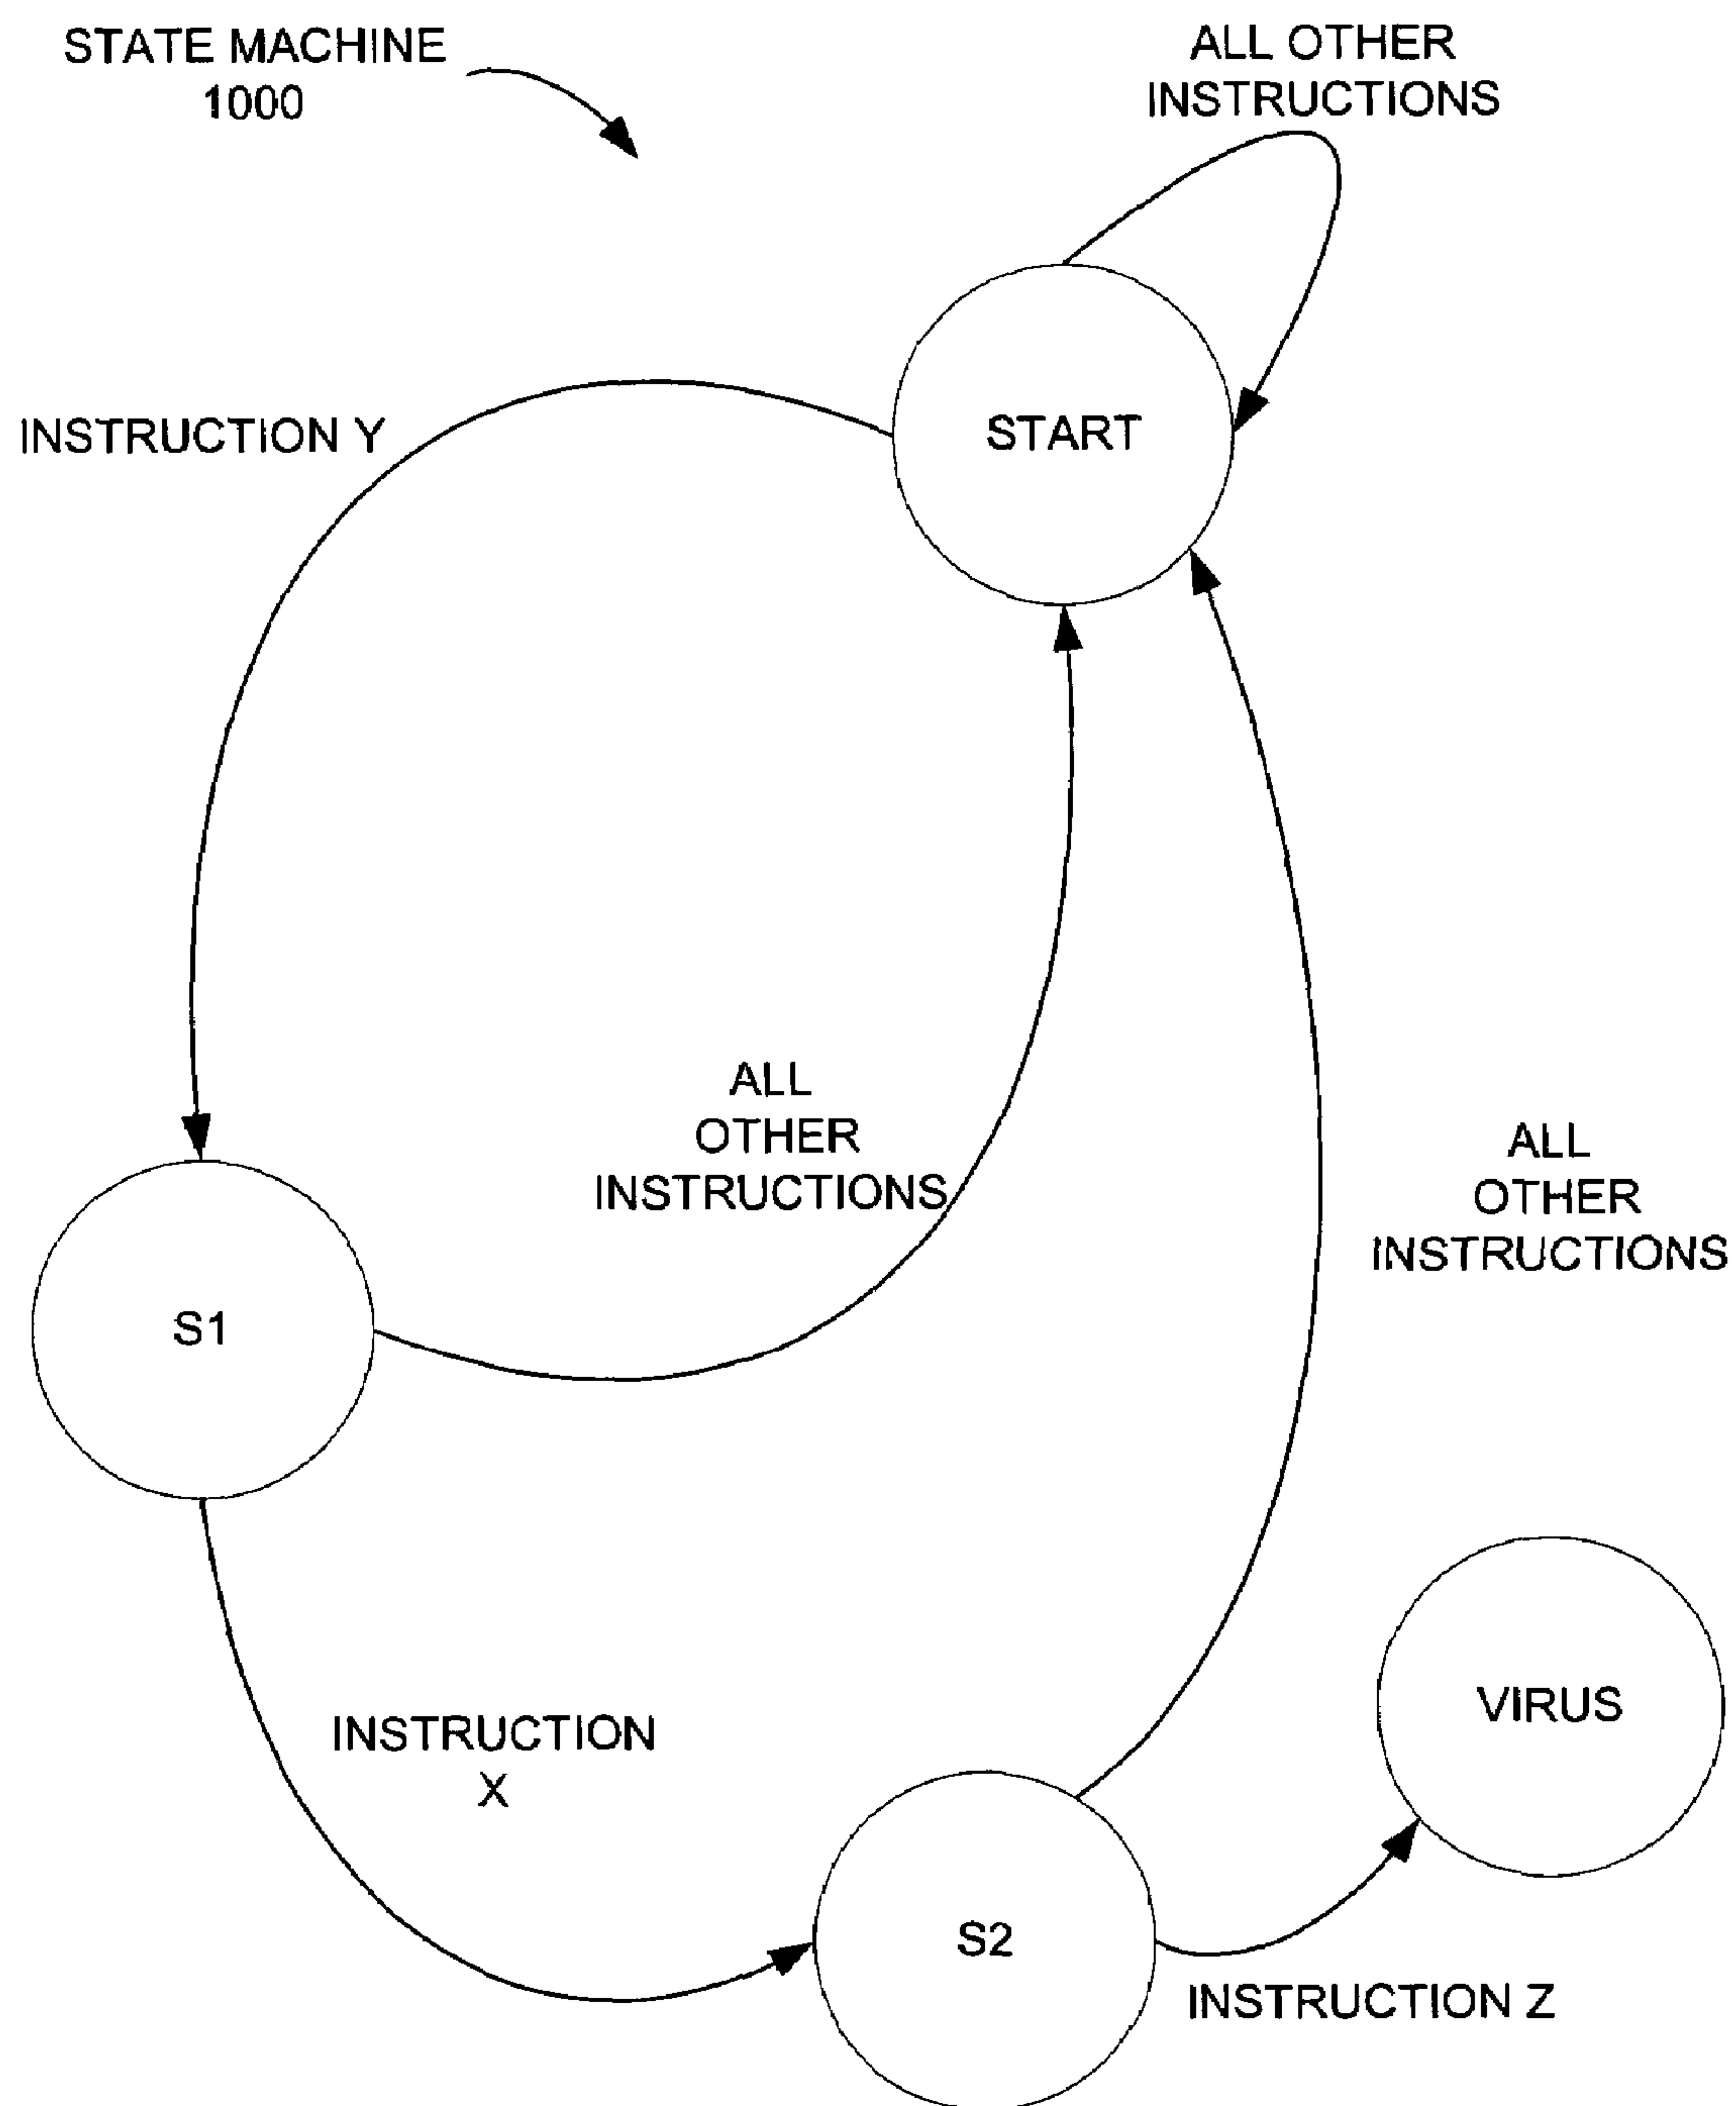 STATE MACHINE
1000
ALL OTHER
INSTRUCTIONS
INSTRUCTION Y
START
ALL
OTHER
INSTRUCTIONS
ALL
OTHER
INSTRUCTIONS
S1
INSTRUCTION
X
VIRUS
S2
INSTRUCTION Z